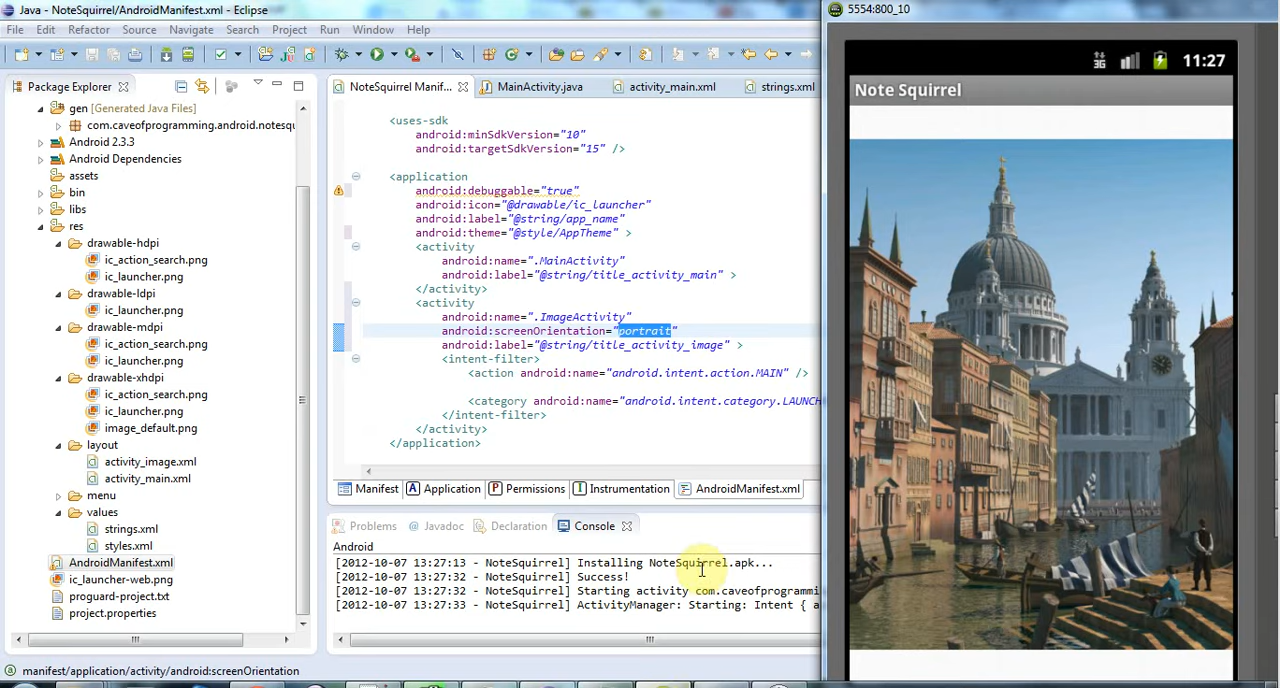 Java - NoteSquirrel/AndroidManifest.xml - Eclipse
File Edit Refactor Source Navigate Search Project Run Window Help
Package Explorer
gen [Generated Java Files]
com.caveofprogramming.android.notesqu
Android 2.3.3
Android Dependencies
assets
bin
libs
res
drawable-hdpi
ic_action_search.png
ic_launcher.png
drawable-ldpi
ic_launcher.png
drawable-mdpi
ic_action_search.png
ic_launcher.png
drawable-xhdpi
ic_action_search.png
ic_launcher.png
image_default.png
layout
activity_image.xml
activity_main.xml
menu
values
strings.xml
styles.xml
AndroidManifest.xml
ic_launcher-web.png
proguard-project.txt
project.properties
NoteSquirrel Manif... MainActivity.java activity_main.xml strings.xml
<uses-sdk
android:minSdkVersion="10"
android:targetSdkVersion="15" />
<application
android:debuggable="true"
android:icon="@drawable/ic_launcher"
android:label="@string/app_name"
android:theme="@style/AppTheme" >
<activity
android:name=".MainActivity"
android:label="@string/title_activity_main" >
</activity>
<activity
android:name=".ImageActivity"
android:screenOrientation="portrait"
android:label="@string/title_activity_image" >
<intent-filter>
<action android:name="android.intent.action.MAIN" />
<category android:name="android.intent.category.LAUNCH
</intent-filter>
</activity>
</application>
Manifest A Application P Permissions I Instrumentation AndroidManifest.xml
Problems @ Javadoc Declaration Console
Android
[2012-10-07 13:27:13 - NoteSquirrel] Installing NoteSquirrel.apk...
[2012-10-07 13:27:32 - NoteSquirrel] Success!
[2012-10-07 13:27:32 - NoteSquirrel] Starting activity com.caveofprogrammi
[2012-10-07 13:27:33 - NoteSquirrel] ActivityManager: Starting: Intent { a
manifest/application/activity/android:screenOrientation
5554:800_10
3G 11:27
Note Squirrel